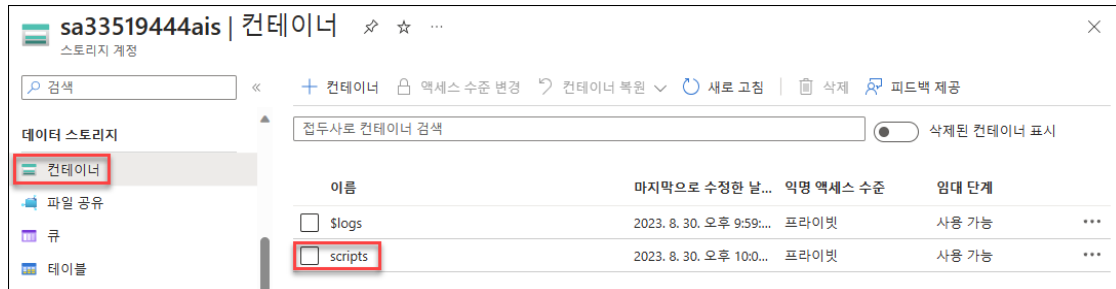 sa33519444ais | 컨테이너
스토리지 계정
검색
컨테이너 액세스 수준 변경 컨테이너 복원 새로 고침 삭제 피드백 제공
데이터 스토리지
컨테이너
파일 공유
큐
테이블
접두사로 컨테이너 검색 삭제된 컨테이너 표시
이름 마지막으로 수정한 날... 익명 액세스 수준 임대 단계
$logs 2023. 8. 30. 오후 9:59:... 프라이빗 사용 가능
scripts 2023. 8. 30. 오후 10:0... 프라이빗 사용 가능